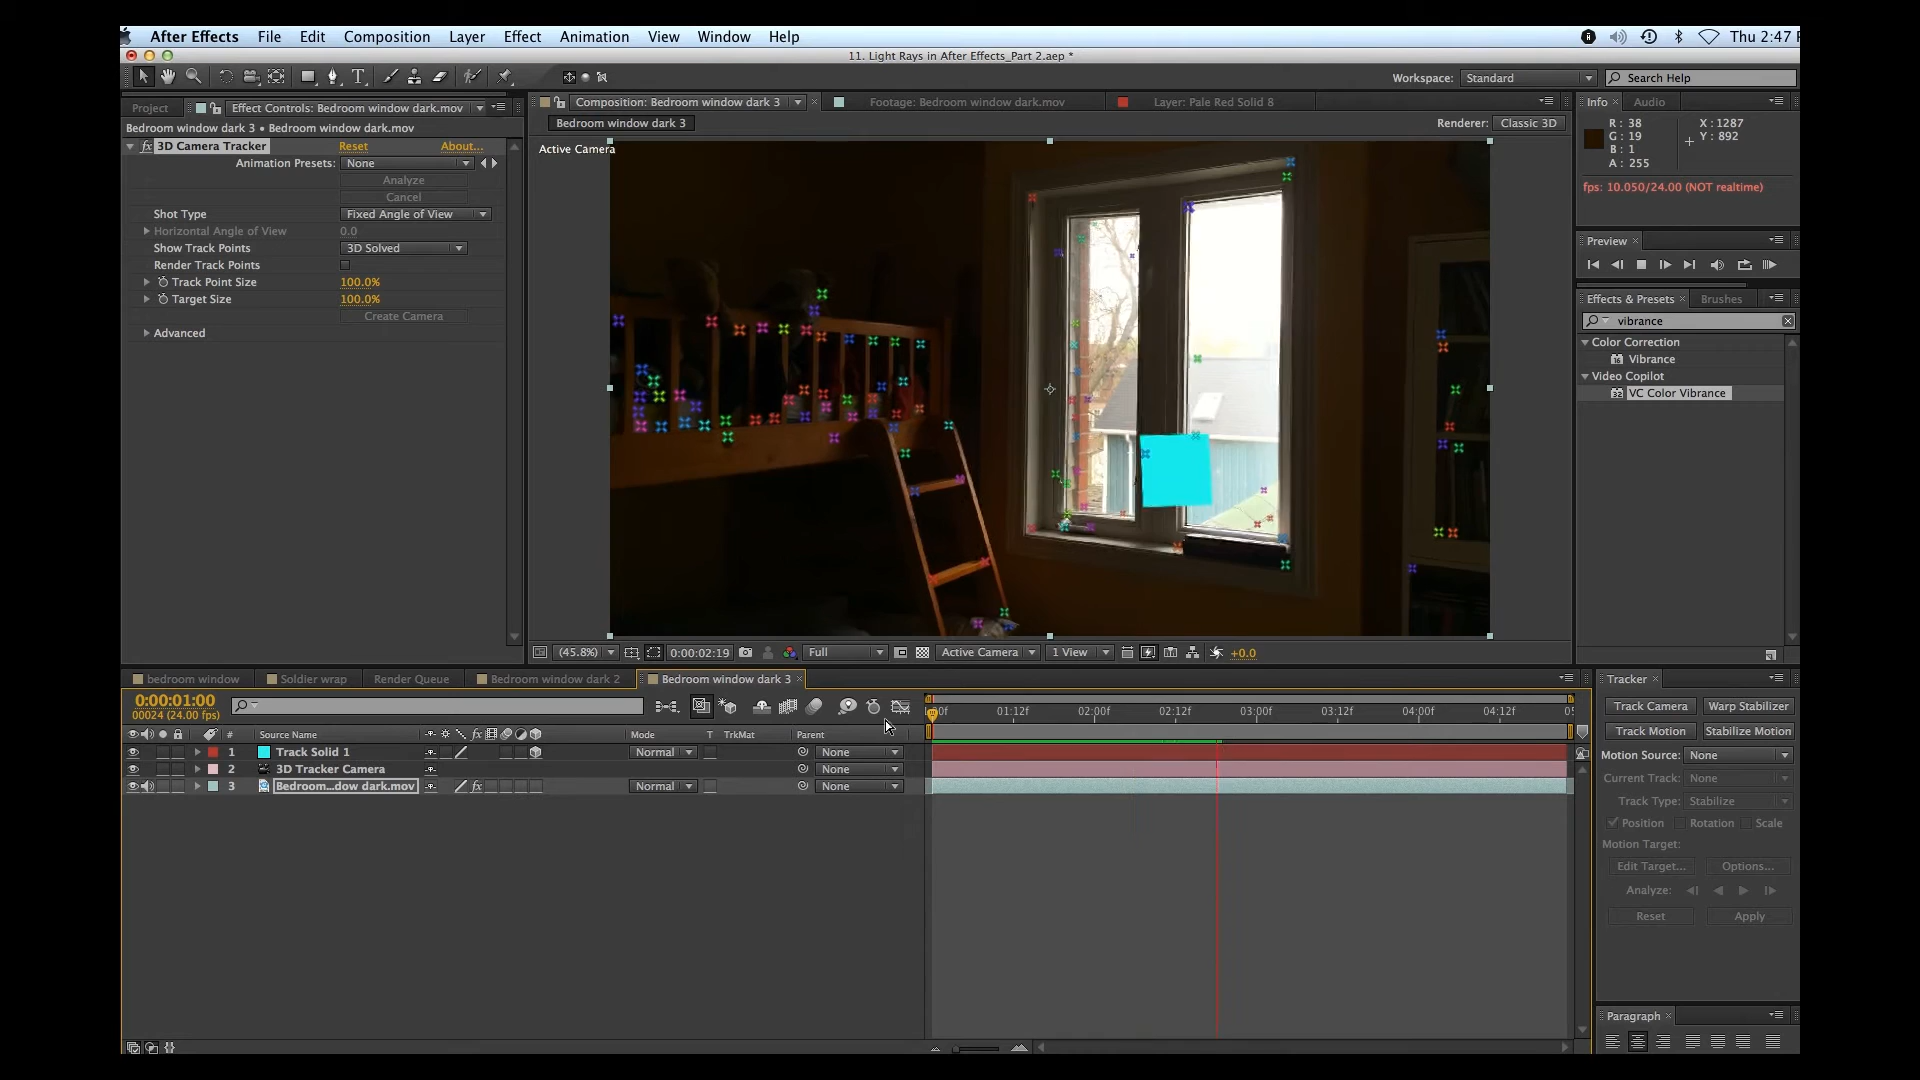 After Effects File Edit Composition Layer Effect Animation View Window Help Thu 2:47
11. Light Rays in After Effects_Part 2.aep *
Workspace: Standard Search Help
Project Effect Controls: Bedroom window dark.mov
Bedroom window dark 3 • Bedroom window dark.mov
fx 3D Camera Tracker Reset About...
Animation Presets: None
Analyze
Cancel
Shot Type Fixed Angle of View
Horizontal Angle of View 0.0
Show Track Points 3D Solved
Render Track Points
Track Point Size 100.0%
Target Size 100.0%
Create Camera
Advanced
Composition: Bedroom window dark 3 Footage: Bedroom window dark.mov Layer: Pale Red Solid 8
Bedroom window dark 3 Renderer: Classic 3D
Active Camera
(45.8%) 0:00:02:19 Full Active Camera 1 View +0.0
Info Audio
R: 38 X: 1287
G: 19 Y: 892
B: 1
A: 255
fps: 10.050/24.00 (NOT realtime)
Preview
Effects & Presets Brushes
vibrance
Color Correction
Vibrance
Video Copilot
VC Color Vibrance
bedroom window Soldier wrap Render Queue Bedroom window dark 2 Bedroom window dark 3
0:00:01:00
00024 (24.00 fps)
00f 01:12f 02:00f 02:12f 03:00f 03:12f 04:00f 04:12f 05
# Source Name fx Mode T TrkMat Parent
1 Track Solid 1 Normal None
2 3D Tracker Camera None
3 Bedroom...dow dark.mov fx Normal None
Tracker
Track Camera Warp Stabilizer
Track Motion Stabilize Motion
Motion Source: None
Current Track: None
Track Type: Stabilize
Position Rotation Scale
Motion Target:
Edit Target... Options...
Analyze:
Reset Apply
Paragraph